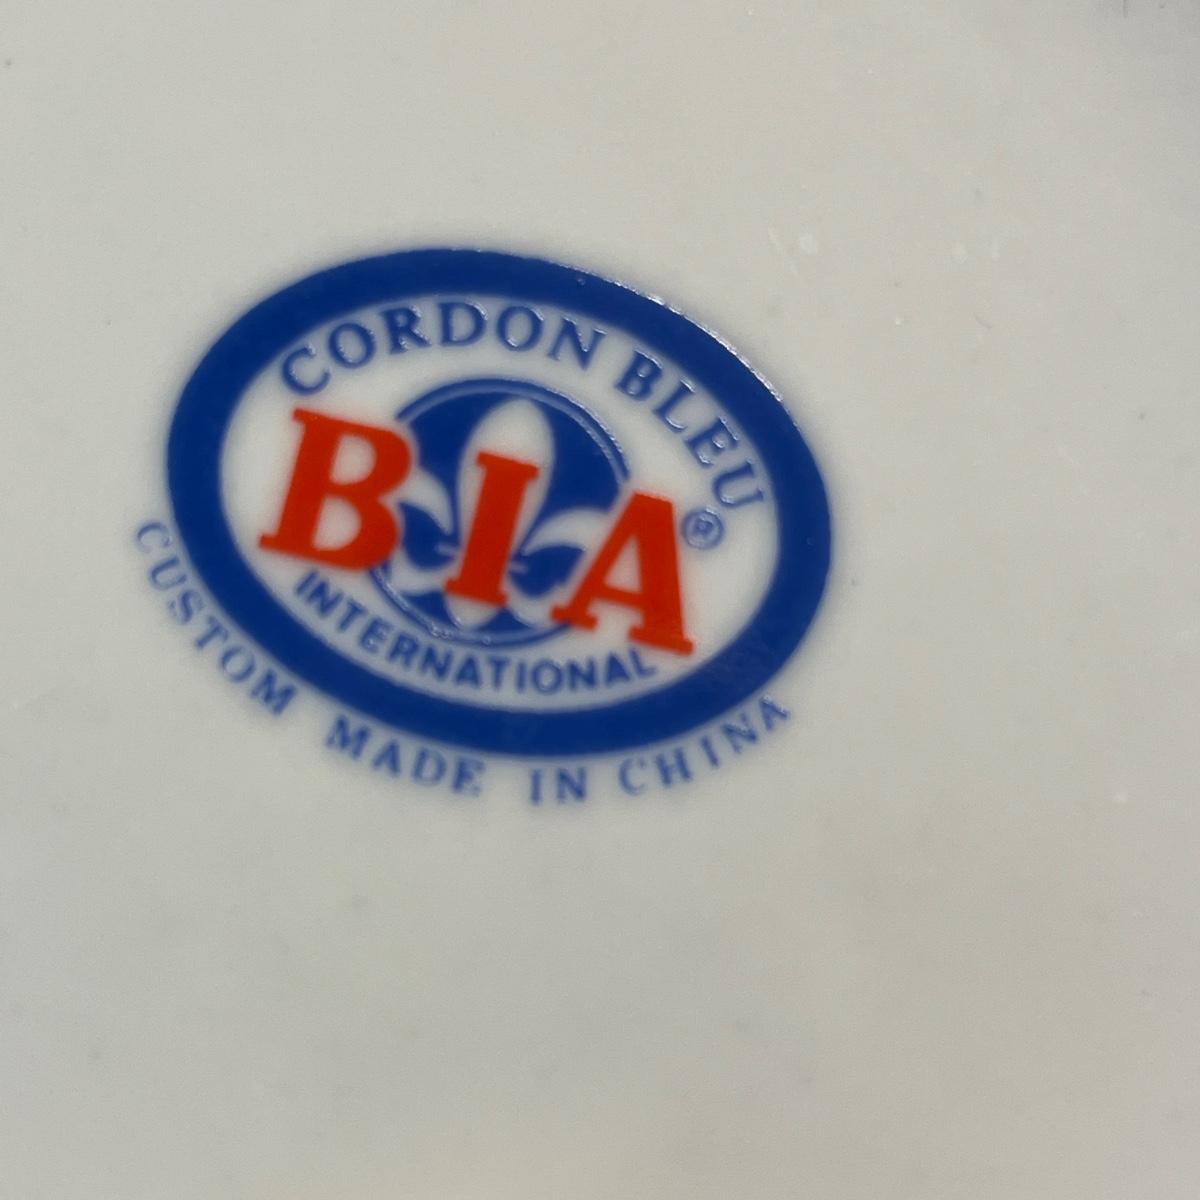 CORDON BLEU
BIA®
INTERNATIONAL
CUSTOM MADE IN CHINA